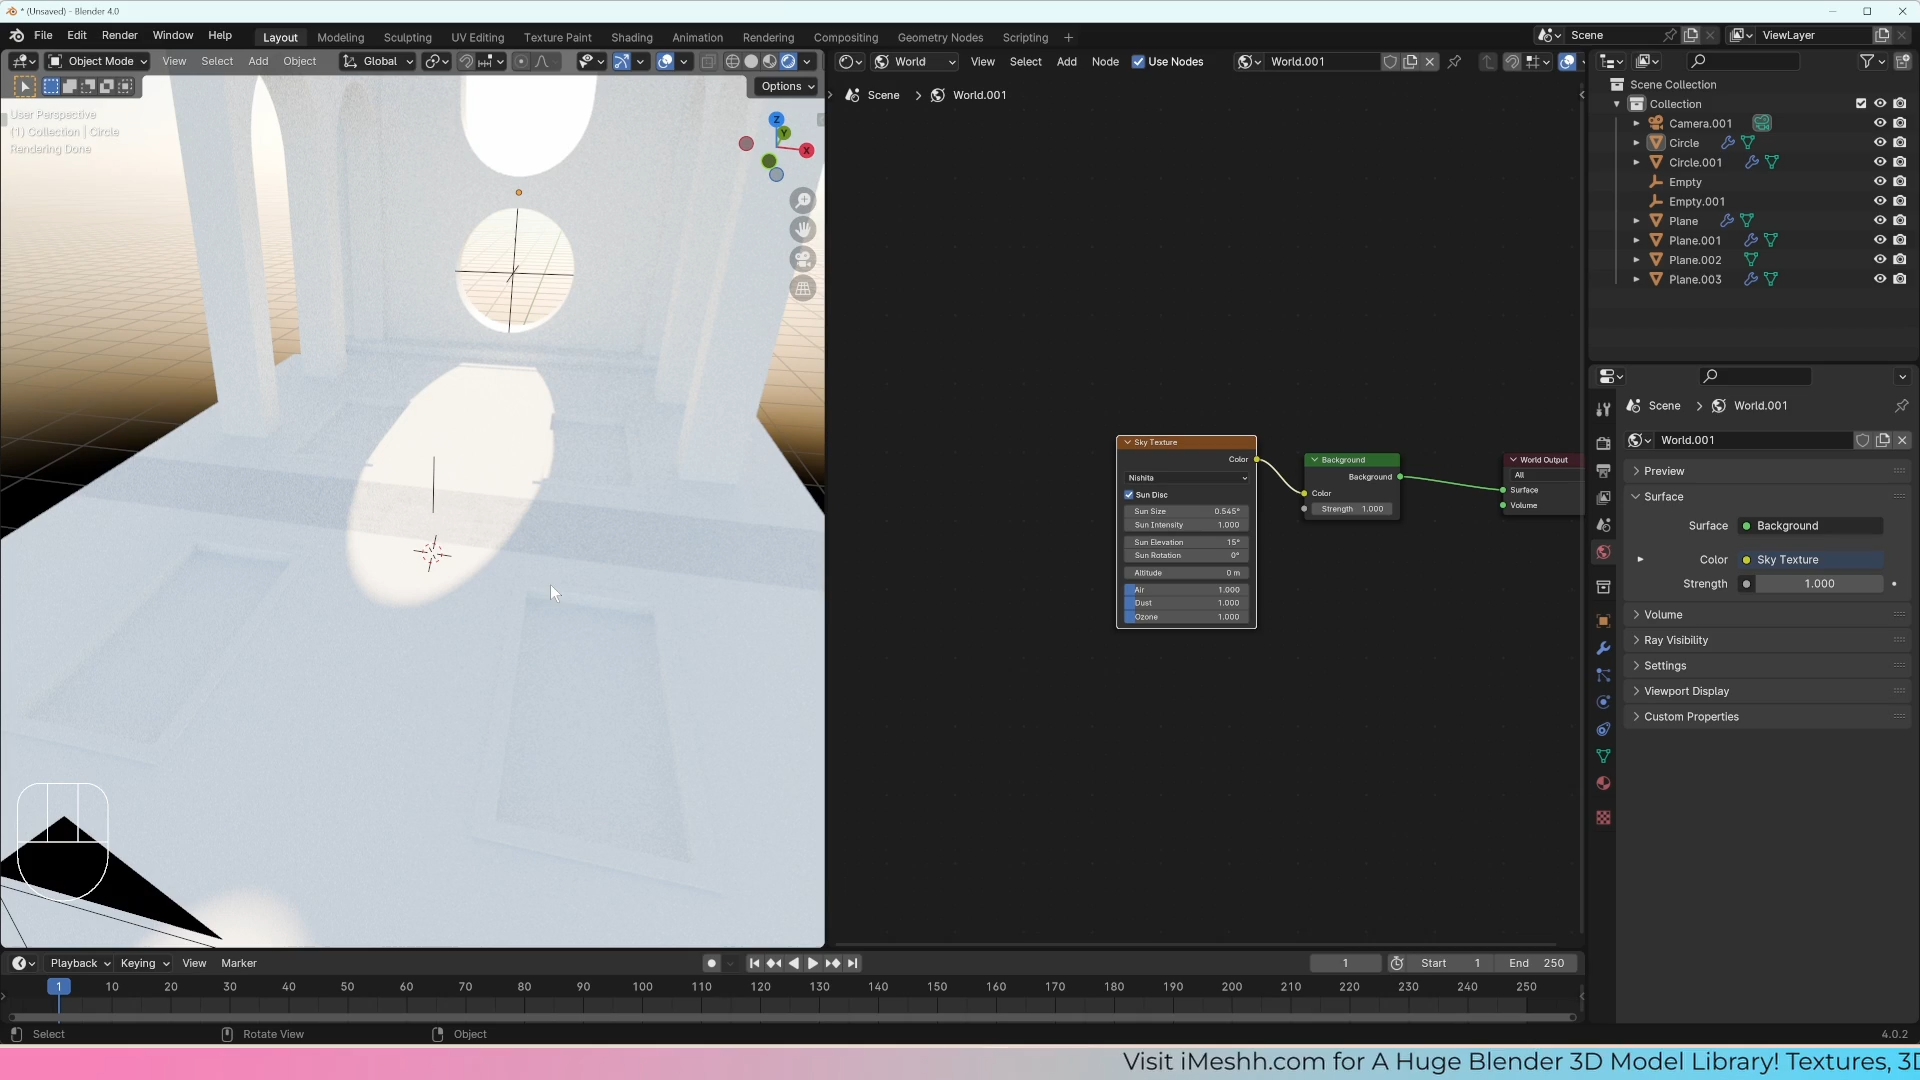 * (Unsaved) - Blender 4.0
File Edit Render Window Help Layout Modeling Sculpting UV Editing Texture Paint Shading Animation Rendering Compositing Geometry Nodes Scripting + Scene ViewLayer
Object Mode View Select Add Object Global World View Select Add Node Use Nodes World.001
Options
Scene > World.001
User Perspective
(1) Collection | Circle
Rendering Done
Z
Y
X
Sky Texture
Color
Nishita
Sun Disc
Sun Size 0.545°
Sun Intensity 1.000
Sun Elevation 15°
Sun Rotation 0°
Altitude 0 m
Air 1.000
Dust 1.000
Ozone 1.000
Background
Background
Color
Strength 1.000
World Output
All
Surface
Volume
Scene Collection
Collection
Camera.001
Circle
Circle.001
Empty
Empty.001
Plane
Plane.001
Plane.002
Plane.003
Scene > World.001
World.001
Preview
Surface
Surface Background
Color Sky Texture
Strength 1.000
Volume
Ray Visibility
Settings
Viewport Display
Custom Properties
Playback Keying View Marker 1 Start 1 End 250
1 10 20 30 40 50 60 70 80 90 100 110 120 130 140 150 160 170 180 190 200 210 220 230 240 250
Select Rotate View Object 4.0.2
Visit iMeshh.com for A Huge Blender 3D Model Library! Textures, 3D